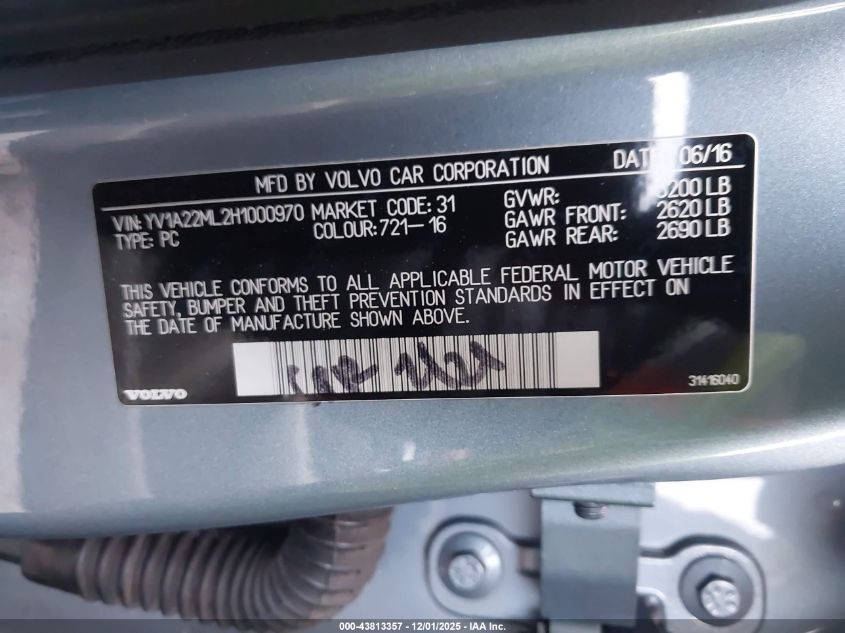 MFD BY VOLVO CAR CORPORATION DATE 06/16
VIN: YV1A22ML2H1000970 MARKET CODE: 31 GVWR: 5200 LB
TYPE: PC COLOUR: 721-16 GAWR FRONT: 2620 LB
GAWR REAR: 2690 LB
THIS VEHICLE CONFORMS TO ALL APPLICABLE FEDERAL MOTOR VEHICLE
SAFETY, BUMPER AND THEFT PREVENTION STANDARDS IN EFFECT ON
THE DATE OF MANUFACTURE SHOWN ABOVE.
VOLVO
31416040
000-43813357 - 12/01/2025 - IAA Inc.